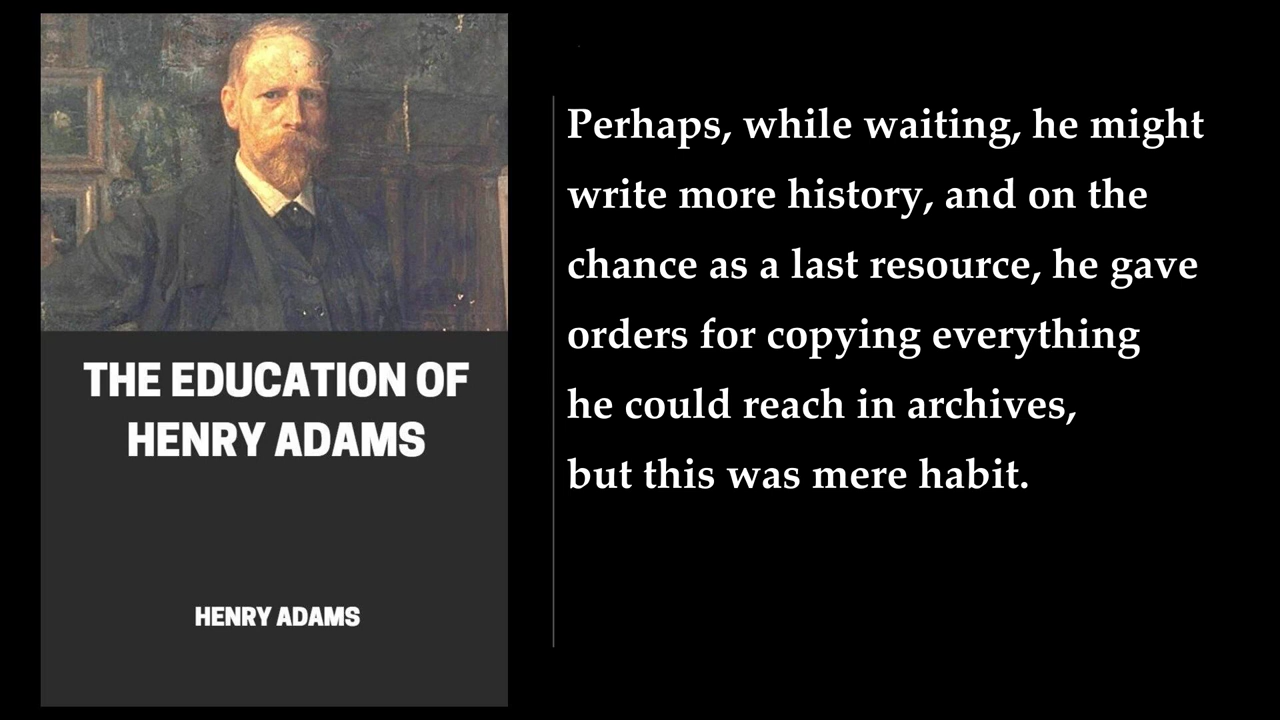 THE EDUCATION OF
HENRY ADAMS
HENRY ADAMS
Perhaps, while waiting, he might
write more history, and on the
chance as a last resource, he gave
orders for copying everything
he could reach in archives,
but this was mere habit.